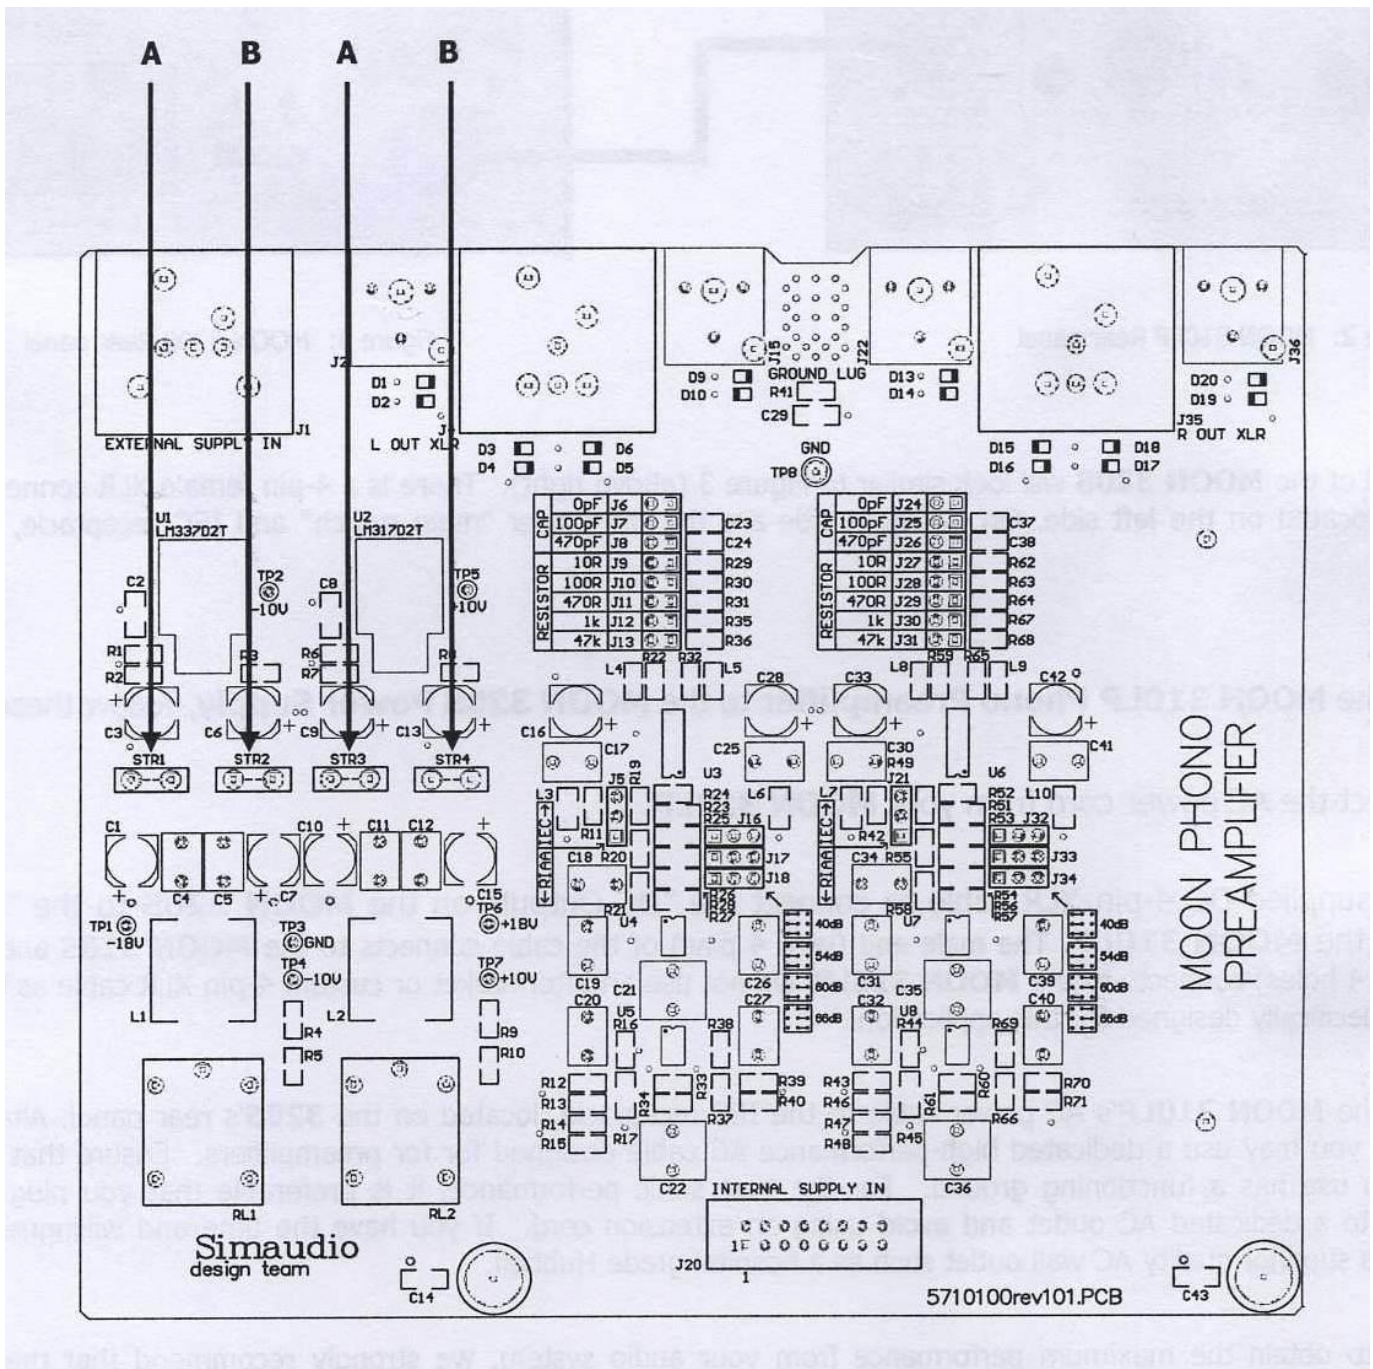 A B A B
J2
J15
J22
J36
D1
D2
D9
D10
GROUND LUG
R41
C29
D13
D14
D20
D19
EXTERNAL SUPPLY IN
J1
L OUT XLR
D3 D6
D4 D5
GND
TP8
J35
R OUT XLR
D15 D18
D16 D17
U1
LM337D2T
U2
LM317D2T
C2
TP2
-10V
C8
TP5
+10V
CAP
0pF J6
100pF J7 C23
470pF J8 C24
RESISTOR
10R J9 R29
100R J10 R30
470R J11 R31
1k J12 R35
47k J13 R36
CAP
0pF J24
100pF J25 C37
470pF J26 C38
RESISTOR
10R J27 R62
100R J28 R63
470R J29 R64
1k J30 R67
47k J31 R68
R1
R2
R3
R6
R7
L4 R22 R32 L5
L8 R59 R65 L9
C3 C6 C9 C13
C16 C28 C33 C42
C17 C25 C30 C41
R49
STR1 STR2 STR3 STR4
R19
U3
J21
U6
L3 J5 R24 L6 L7 R52 L10
R23 R51
R25 J16 R53 J32
R11 R42
J17 J33
C18 R20 J18 C34 R55 J34
RIAA IEC
RIAA IEC
C1 C10 C11 C12
C4 C5 C7 C15
R26 R54
R27 R57
R21 R58
TP1
-18V
TP3
GND
TP6
+18V
TP4
-10V
TP7
+10V
U4 U7
40dB 40dB
54dB 54dB
60dB 60dB
66dB 66dB
C19 C21 C26 C31 C35 C39
C20 U5 C27 C32 U8 C40
L1 L2
R4 R9
R5 R10
R16 R38 R44 R69
R12 R33 R39 R43 R60 R70
R13 R34 R40 R46 R61 R71
R14 R37 R47 R66
R15 R17 R48 R45
C22 INTERNAL SUPPLY IN C36
RL1 RL2
Simaudio
design team
J20
1
C14
5710100rev101.PCB
C43
MOON PHONO
PREAMPLIFIER